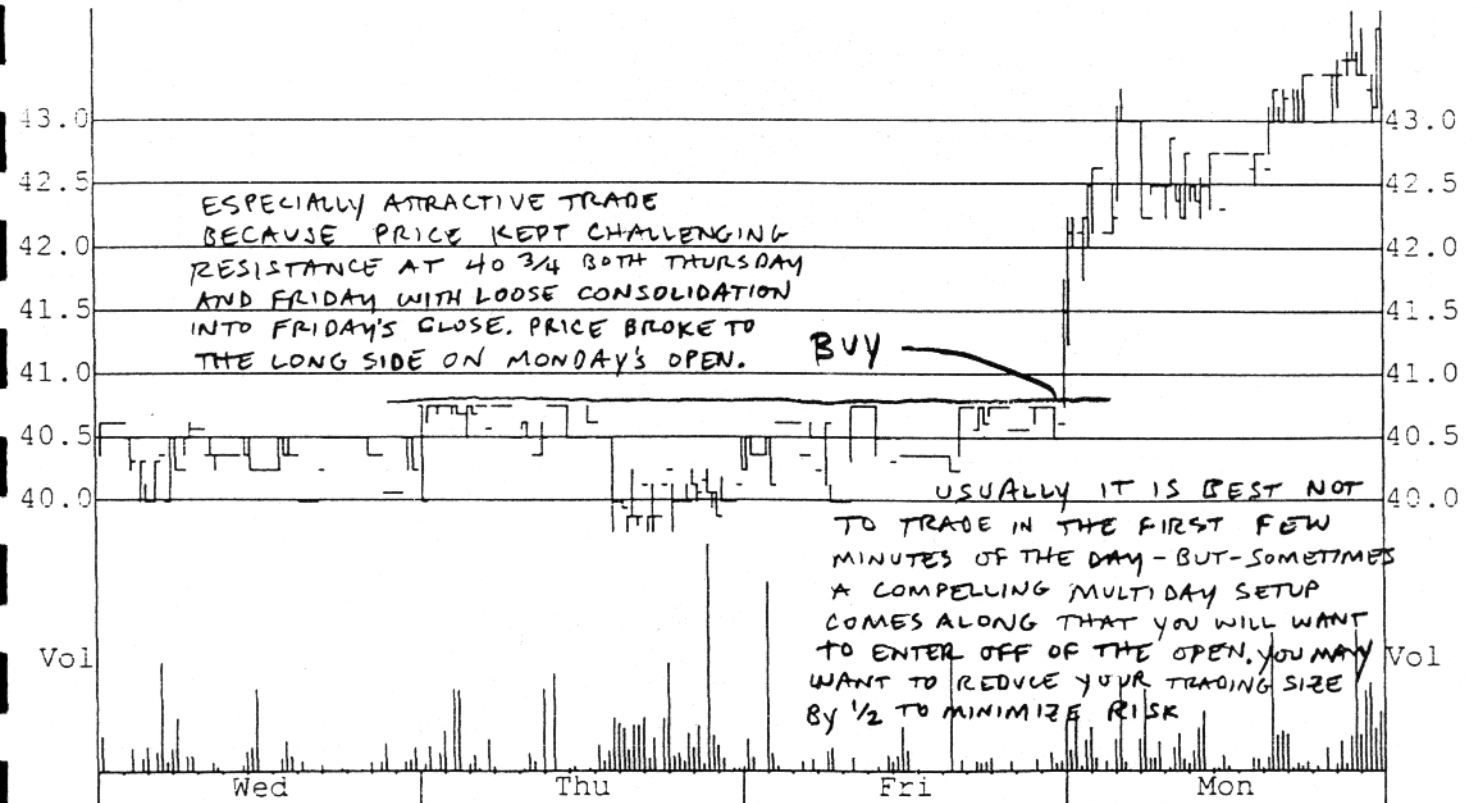 43.0
43.0
42.5
42.5
ESPECIALLY ATTRACTIVE TRADE
BECAUSE PRICE KEPT CHALLENGING
42.0
42.0
RESISTANCE AT 40 3/4 BOTH THURSDAY
AND FRIDAY WITH LOOSE CONSOLIDATION
41.5
41.5
INTO FRIDAY'S CLOSE. PRICE BROKE TO
THE LONG SIDE ON MONDAY'S OPEN.
BUY
41.0
41.0
40.5
40.5
40.0
40.0
USUALLY IT IS BEST NOT
TO TRADE IN THE FIRST FEW
MINUTES OF THE DAY - BUT - SOMETIMES
A COMPELLING MULTIDAY SETUP
COMES ALONG THAT YOU WILL WANT
TO ENTER OFF OF THE OPEN. YOU MAY
WANT TO REDUCE YOUR TRADING SIZE
BY 1/2 TO MINIMIZE RISK
Vol
Vol
Wed
Thu
Fri
Mon